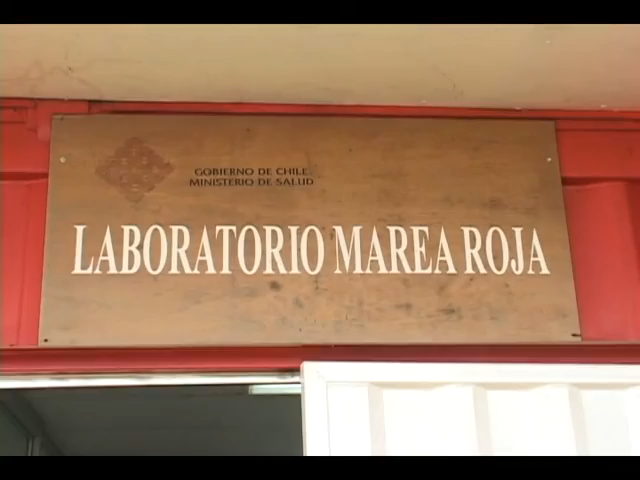 GOBIERNO DE CHILE
MINISTERIO DE SALUD
LABORATORIO MAREA ROJA